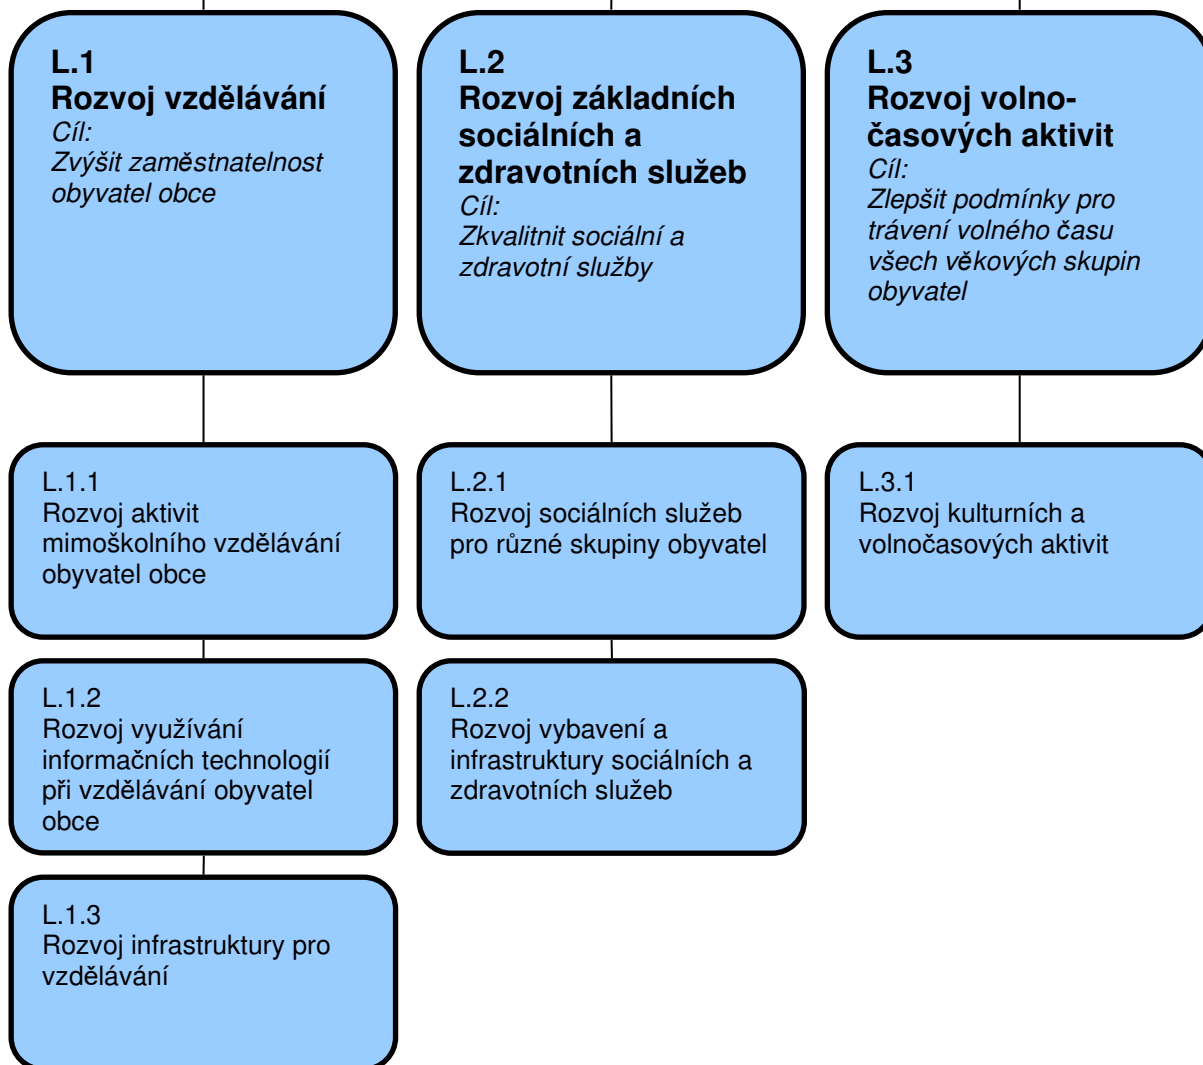 L.1
Rozvoj vzdělávání
Cíl:
Zvýšit zaměstnatelnost
obyvatel obce
L.2
Rozvoj základních
sociálních a
zdravotních služeb
Cíl:
Zkvalitnit sociální a
zdravotní služby
L.3
Rozvoj volno-
časových aktivit
Cíl:
Zlepšit podmínky pro
trávení volného času
všech věkových skupin
obyvatel
L.1.1
Rozvoj aktivit
mimoškolního vzdělávání
obyvatel obce
L.2.1
Rozvoj sociálních služeb
pro různé skupiny obyvatel
L.3.1
Rozvoj kulturních a
volnočasových aktivit
L.1.2
Rozvoj využívání
informačních technologií
při vzdělávání obyvatel
obce
L.2.2
Rozvoj vybavení a
infrastruktury sociálních a
zdravotních služeb
L.1.3
Rozvoj infrastruktury pro
vzdělávání